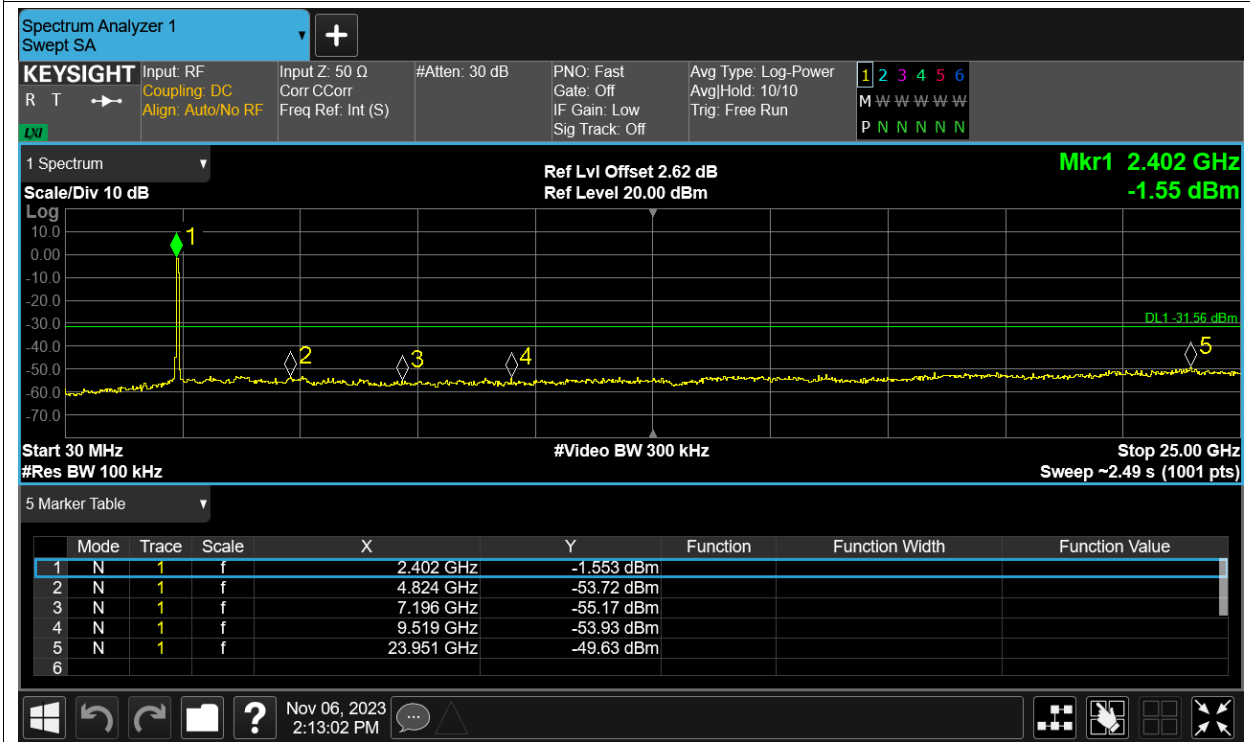 Spectrum Analyzer 1
Swept SA
+
KEYSIGHT
R T
LXI
Input: RF
Coupling: DC
Align: Auto/No RF
Input Z: 50 Ω
Corr CCorr
Freq Ref: Int (S)
#Atten: 30 dB
PNO: Fast
Gate: Off
IF Gain: Low
Sig Track: Off
Avg Type: Log-Power
Avg|Hold: 10/10
Trig: Free Run
1 2 3 4 5 6
M W W W W W
P N N N N N
1 Spectrum
Scale/Div 10 dB
Ref Lvl Offset 2.62 dB
Ref Level 20.00 dBm
Mkr1 2.402 GHz
-1.55 dBm
Log
10.0
0.00
-10.0
-20.0
-30.0
-40.0
-50.0
-60.0
-70.0
1
2
3
4
5
DL1 -31.56 dBm
Start 30 MHz
#Res BW 100 kHz
#Video BW 300 kHz
Stop 25.00 GHz
Sweep ~2.49 s (1001 pts)
5 Marker Table
Mode Trace Scale X Y Function Function Width Function Value
1 N 1 f 2.402 GHz -1.553 dBm
2 N 1 f 4.824 GHz -53.72 dBm
3 N 1 f 7.196 GHz -55.17 dBm
4 N 1 f 9.519 GHz -53.93 dBm
5 N 1 f 23.951 GHz -49.63 dBm
6
?
Nov 06, 2023
2:13:02 PM